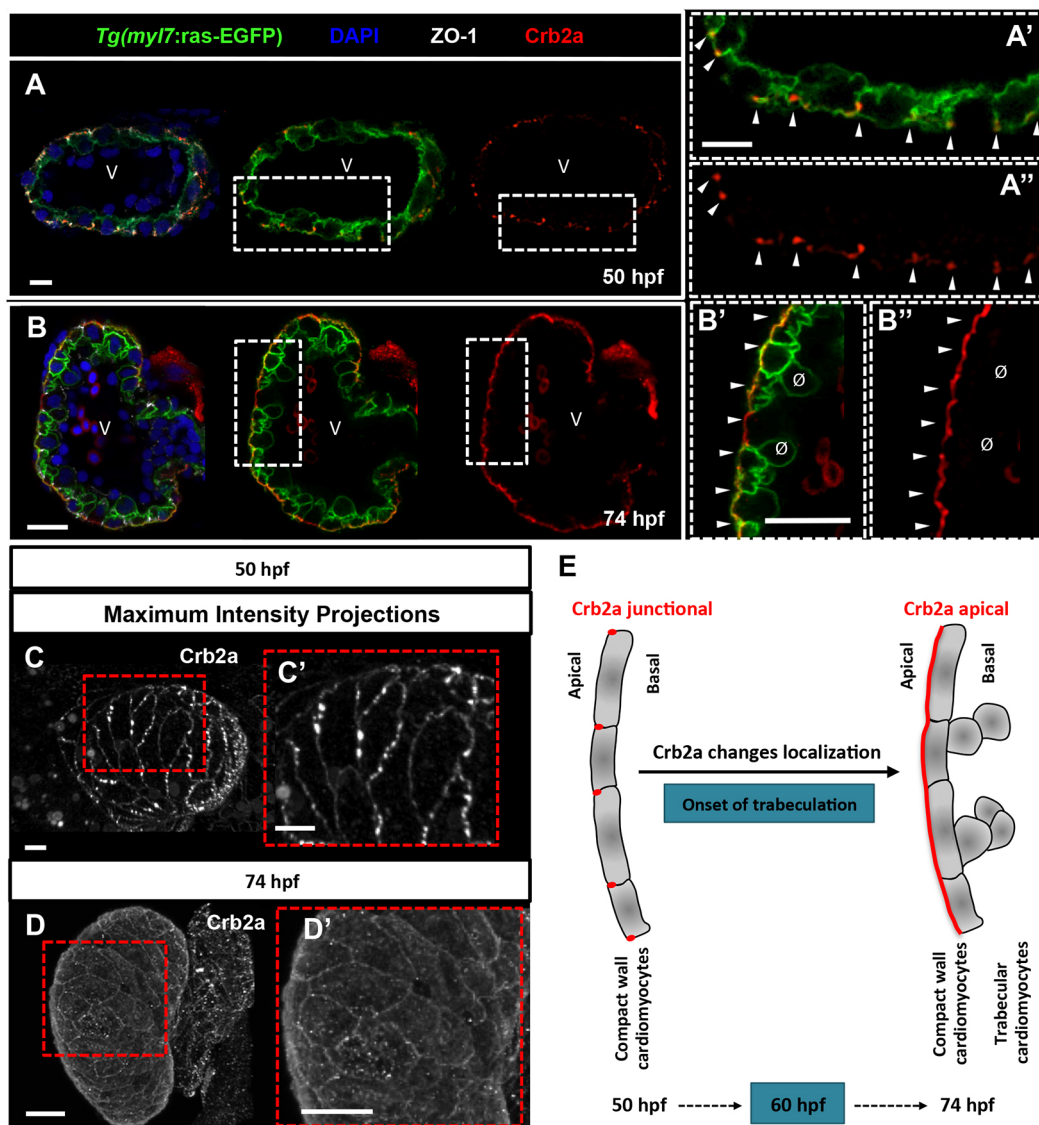 Tg(myl7:ras-EGFP) DAPI ZO-1 Crb2a
A
V
V
V
50 hpf
A’
A’’
B
V
V
74 hpf
B’
Ø
Ø
B’’
Ø
Ø
50 hpf
Maximum Intensity Projections
C
Crb2a
C’
74 hpf
D
Crb2a
D’
E
Crb2a junctional
Crb2a apical
Apical
Basal
Apical
Basal
Crb2a changes localization
Onset of trabeculation
Compact wall
cardiomyocytes
Compact wall
cardiomyocytes
Trabecular
cardiomyocytes
50 hpf
60 hpf
74 hpf